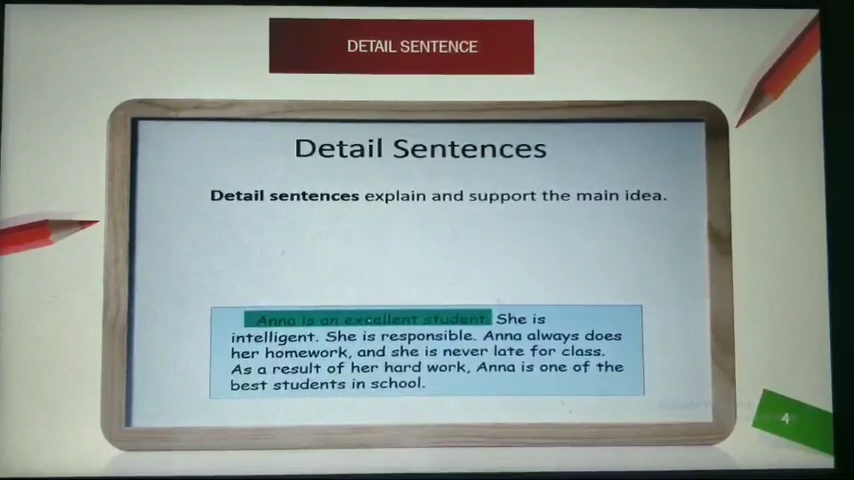 DETAIL SENTENCE
Detail Sentences
Detail sentences explain and support the main idea.
Anna is an excellent student. She is
intelligent. She is responsible. Anna always does
her homework, and she is never late for class.
As a result of her hard work, Anna is one of the
best students in school.
4